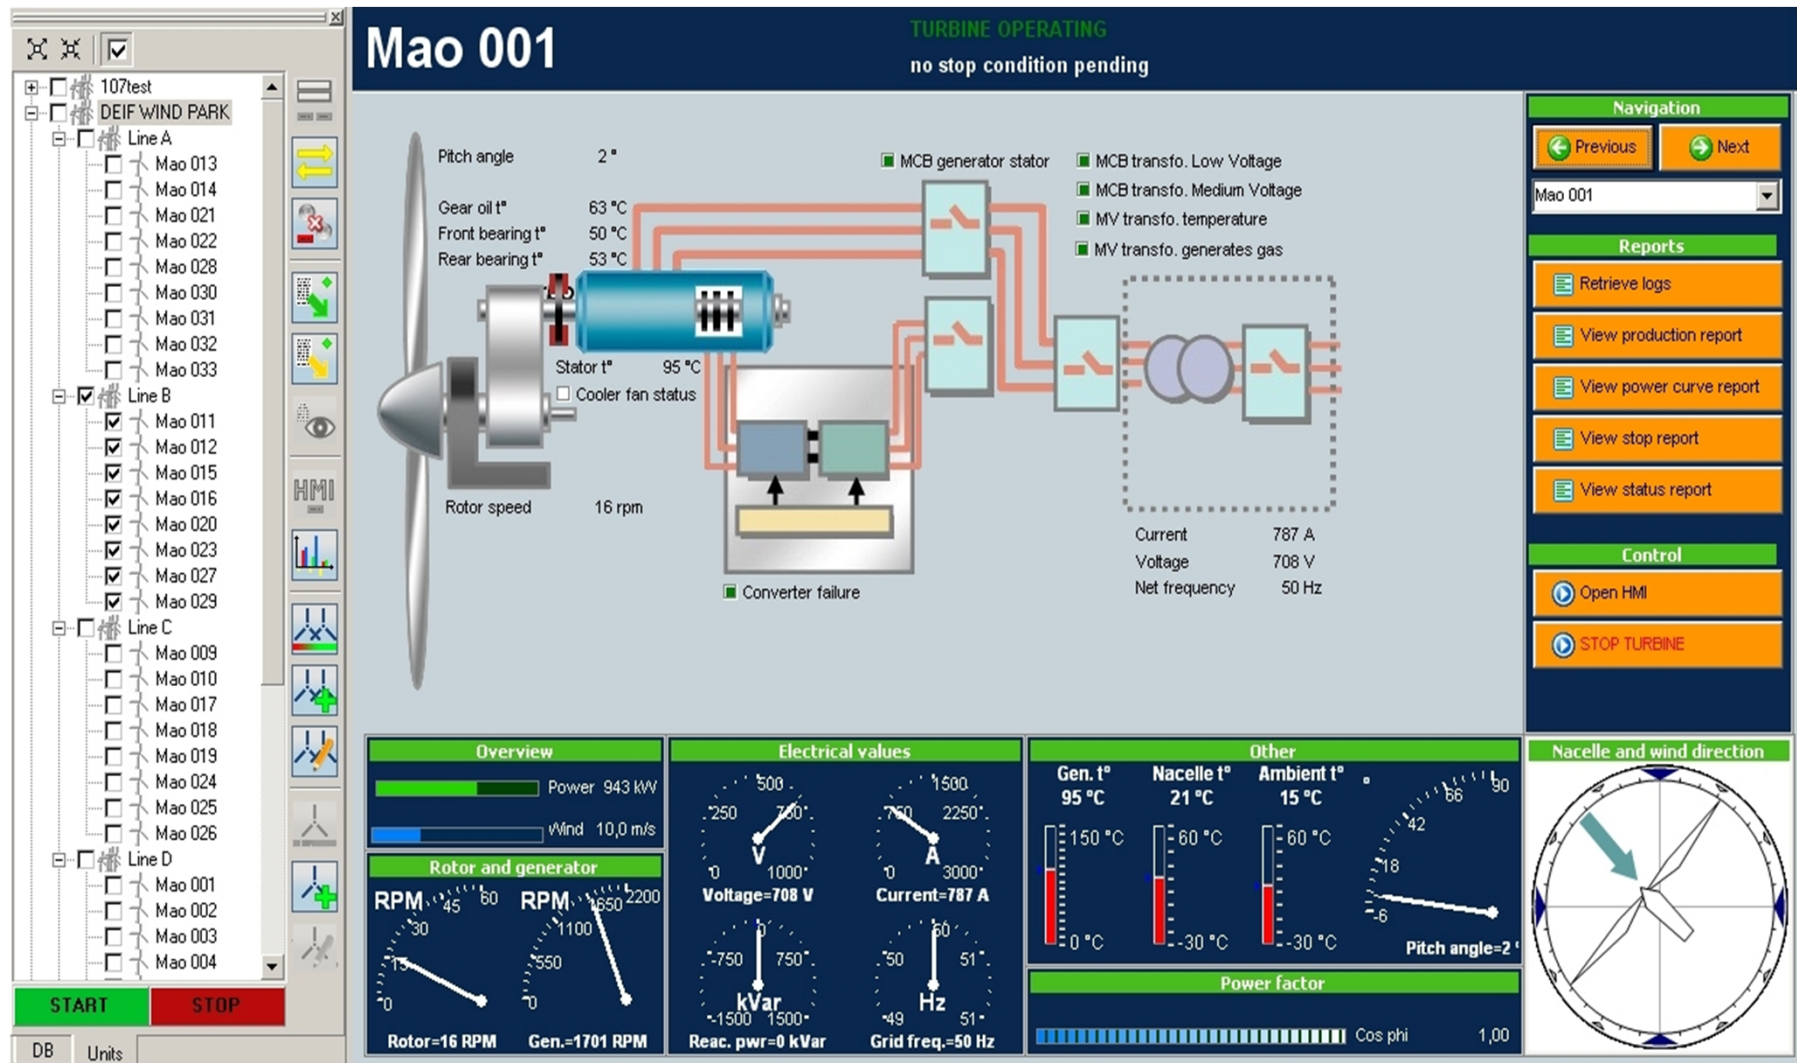 Mao 001
TURBINE OPERATING
no stop condition pending
107test
DEIF WIND PARK
Line A
Mao 013
Mao 014
Mao 021
Mao 022
Mao 028
Mao 030
Mao 031
Mao 032
Mao 033
Line B
Mao 011
Mao 012
Mao 015
Mao 016
Mao 020
Mao 023
Mao 027
Mao 029
Line C
Mao 009
Mao 010
Mao 017
Mao 018
Mao 019
Mao 024
Mao 025
Mao 026
Line D
Mao 001
Mao 002
Mao 003
Mao 004
START STOP
DB Units
HMI
Pitch angle 2 °
Gear oil t° 63 °C
Front bearing t° 50 °C
Rear bearing t° 53 °C
MCB generator stator
MCB transfo. Low Voltage
MCB transfo. Medium Voltage
MV transfo. temperature
MV transfo. generates gas
Stator t° 95 °C
Cooler fan status
Rotor speed 16 rpm
Converter failure
Current 787 A
Voltage 708 V
Net frequency 50 Hz
Navigation
Previous Next
Mao 001
Reports
Retrieve logs
View production report
View power curve report
View stop report
View status report
Control
Open HMI
STOP TURBINE
Overview
Power 943 kW
Wind 10,0 m/s
Rotor and generator
RPM 0 15 30 45 60
Rotor=16 RPM
RPM 0 550 1100 1650 2200
Gen.=1701 RPM
Electrical values
0 250 500 750 1000
V
Voltage=708 V
0 750 1500 2250 3000
A
Current=787 A
-1500 -750 0 750 1500
kVar
Reac. pwr=0 kVar
49 50 50 51 51
Hz
Grid freq.=50 Hz
Other
Gen. t°
95 °C
150 °C
0 °C
Nacelle t°
21 °C
60 °C
-30 °C
Ambient t°
15 °C
60 °C
-30 °C
°
-6 18 42 66 90
Pitch angle=2 °
Power factor
Cos phi 1,00
Nacelle and wind direction